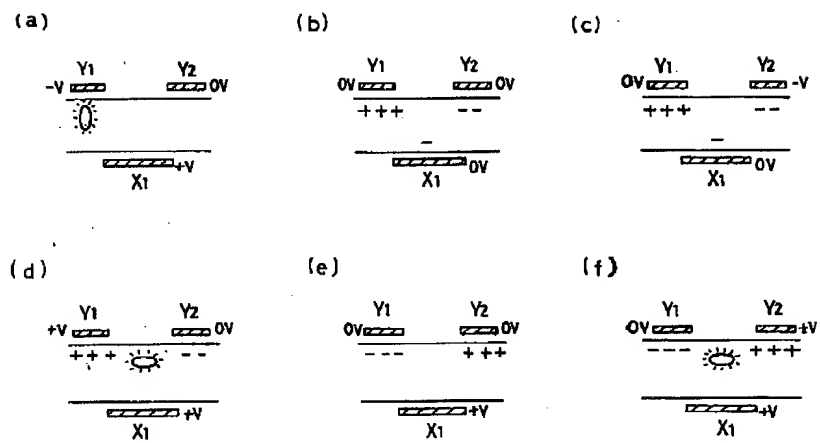 (a)
(b)
(c)
Y1 Y2
-V 0V
X1 +V
Y1 Y2
0V 0V
+ + + - -
-
X1 0V
Y1 Y2
0V -V
+ + + - -
-
X1 0V
(d)
(e)
(f)
Y1 Y2
+V 0V
+ + + - -
X1 +V
Y1 Y2
0V 0V
- - - + + +
X1 +V
Y1 Y2
0V +V
- - - + + +
X1 +V